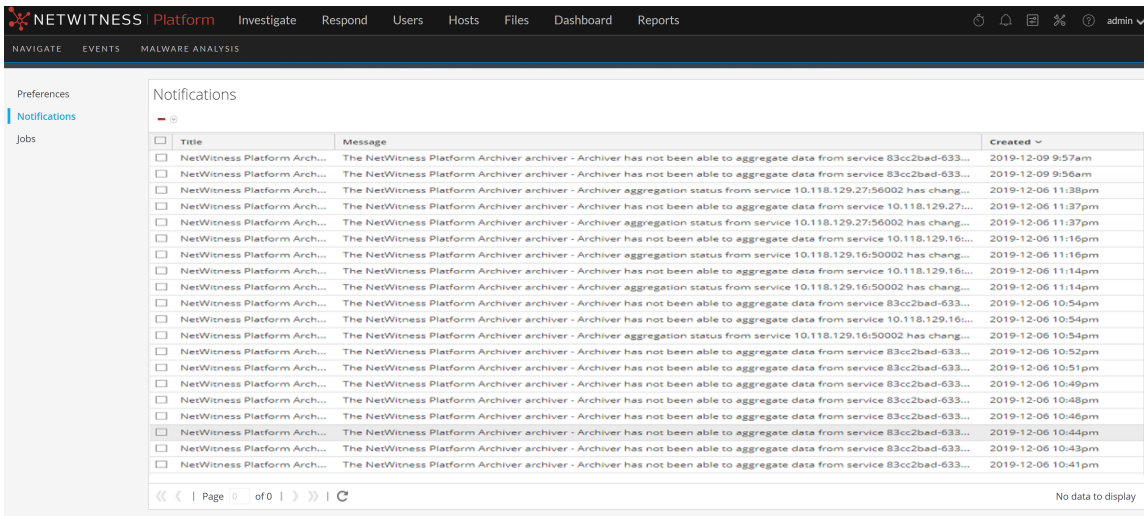 NETWITNESS Platform Investigate Respond Users Hosts Files Dashboard Reports admin
NAVIGATE EVENTS MALWARE ANALYSIS
Preferences
Notifications
Jobs
Notifications
Title Message Created
NetWitness Platform Arch... The NetWitness Platform Archiver archiver - Archiver has not been able to aggregate data from service 83cc2bad-633... 2019-12-09 9:57am
NetWitness Platform Arch... The NetWitness Platform Archiver archiver - Archiver has not been able to aggregate data from service 83cc2bad-633... 2019-12-09 9:56am
NetWitness Platform Arch... The NetWitness Platform Archiver archiver - Archiver aggregation status from service 10.118.129.27:56002 has chang... 2019-12-06 11:38pm
NetWitness Platform Arch... The NetWitness Platform Archiver archiver - Archiver has not been able to aggregate data from service 10.118.129.27:... 2019-12-06 11:37pm
NetWitness Platform Arch... The NetWitness Platform Archiver archiver - Archiver aggregation status from service 10.118.129.27:56002 has chang... 2019-12-06 11:37pm
NetWitness Platform Arch... The NetWitness Platform Archiver archiver - Archiver has not been able to aggregate data from service 10.118.129.16:... 2019-12-06 11:16pm
NetWitness Platform Arch... The NetWitness Platform Archiver archiver - Archiver aggregation status from service 10.118.129.16:50002 has chang... 2019-12-06 11:16pm
NetWitness Platform Arch... The NetWitness Platform Archiver archiver - Archiver has not been able to aggregate data from service 10.118.129.16:... 2019-12-06 11:14pm
NetWitness Platform Arch... The NetWitness Platform Archiver archiver - Archiver aggregation status from service 10.118.129.16:50002 has chang... 2019-12-06 11:14pm
NetWitness Platform Arch... The NetWitness Platform Archiver archiver - Archiver has not been able to aggregate data from service 83cc2bad-633... 2019-12-06 10:54pm
NetWitness Platform Arch... The NetWitness Platform Archiver archiver - Archiver has not been able to aggregate data from service 10.118.129.16:... 2019-12-06 10:54pm
NetWitness Platform Arch... The NetWitness Platform Archiver archiver - Archiver aggregation status from service 10.118.129.16:50002 has chang... 2019-12-06 10:54pm
NetWitness Platform Arch... The NetWitness Platform Archiver archiver - Archiver has not been able to aggregate data from service 83cc2bad-633... 2019-12-06 10:52pm
NetWitness Platform Arch... The NetWitness Platform Archiver archiver - Archiver has not been able to aggregate data from service 83cc2bad-633... 2019-12-06 10:51pm
NetWitness Platform Arch... The NetWitness Platform Archiver archiver - Archiver has not been able to aggregate data from service 83cc2bad-633... 2019-12-06 10:49pm
NetWitness Platform Arch... The NetWitness Platform Archiver archiver - Archiver has not been able to aggregate data from service 83cc2bad-633... 2019-12-06 10:48pm
NetWitness Platform Arch... The NetWitness Platform Archiver archiver - Archiver has not been able to aggregate data from service 83cc2bad-633... 2019-12-06 10:46pm
NetWitness Platform Arch... The NetWitness Platform Archiver archiver - Archiver has not been able to aggregate data from service 83cc2bad-633... 2019-12-06 10:44pm
NetWitness Platform Arch... The NetWitness Platform Archiver archiver - Archiver has not been able to aggregate data from service 83cc2bad-633... 2019-12-06 10:43pm
NetWitness Platform Arch... The NetWitness Platform Archiver archiver - Archiver has not been able to aggregate data from service 83cc2bad-633... 2019-12-06 10:41pm
Page 0 of 0 No data to display